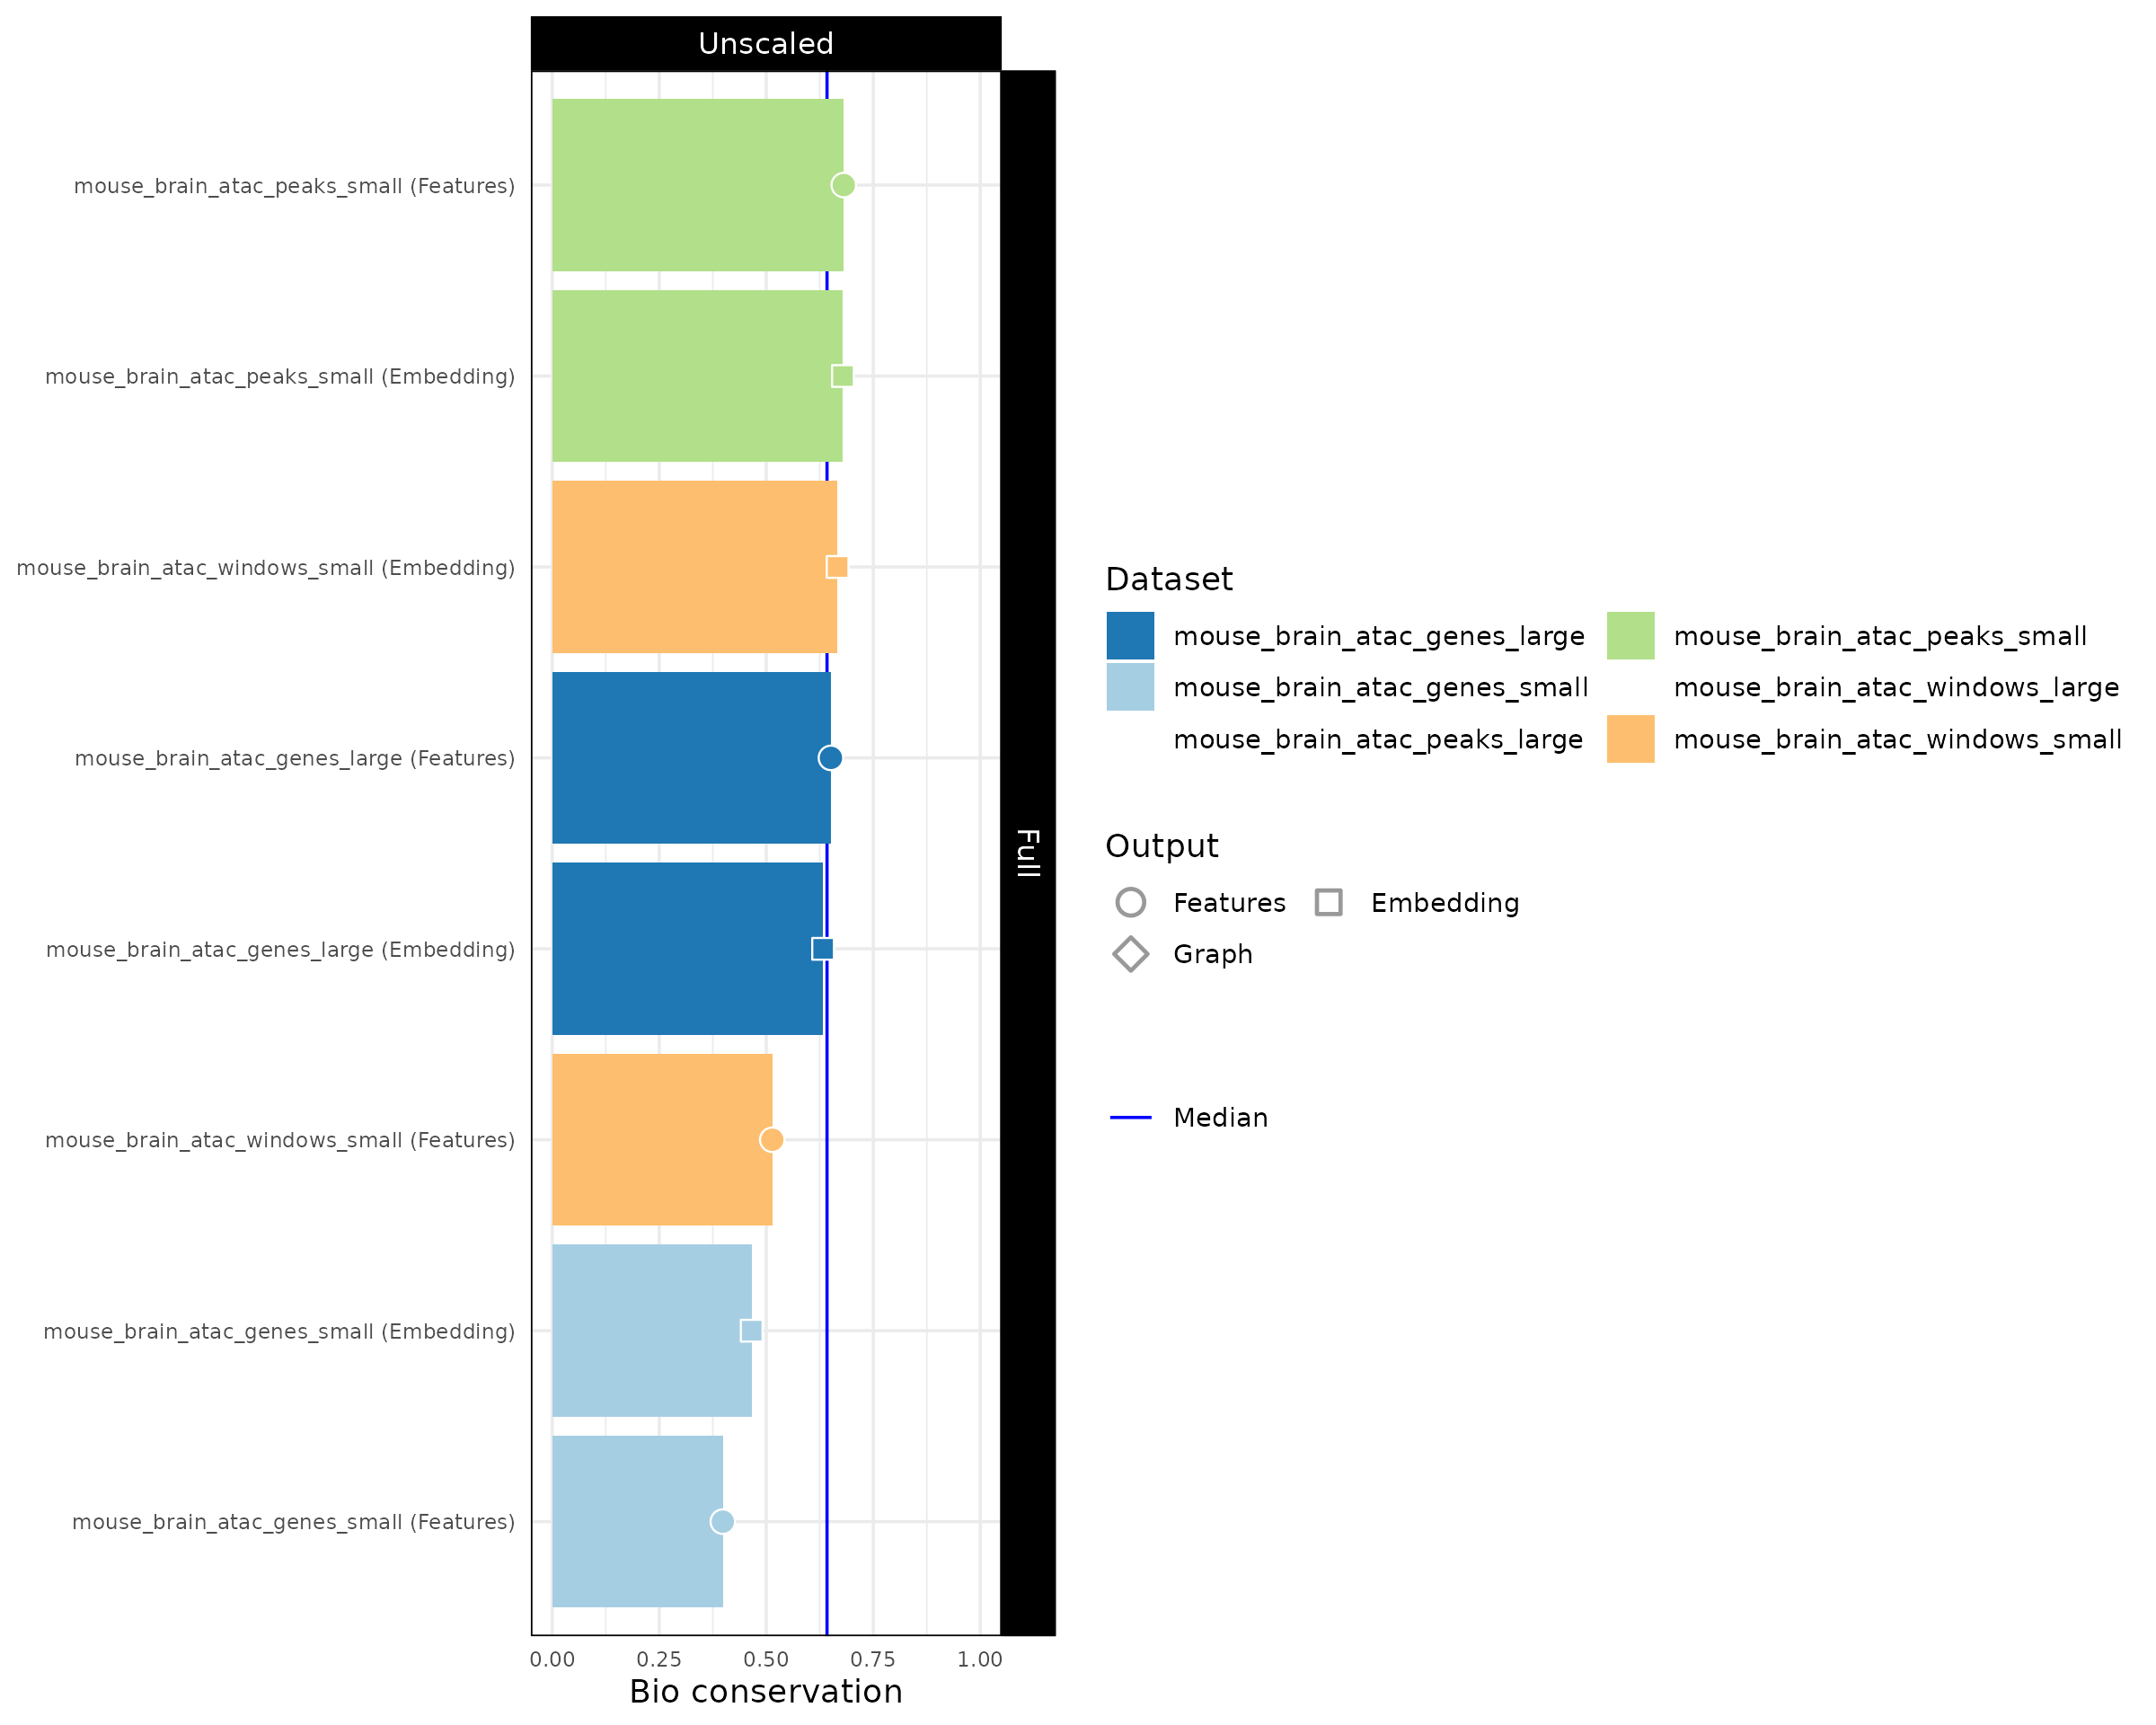 Unscaled
mouse_brain_atac_peaks_small (Features)
mouse_brain_atac_peaks_small (Embedding)
mouse_brain_atac_windows_small (Embedding)
mouse_brain_atac_genes_large (Features)
mouse_brain_atac_genes_large (Embedding)
mouse_brain_atac_windows_small (Features)
mouse_brain_atac_genes_small (Embedding)
mouse_brain_atac_genes_small (Features)
0.00 0.25 0.50 0.75 1.00
Bio conservation
Full
Dataset
mouse_brain_atac_genes_large mouse_brain_atac_peaks_small
mouse_brain_atac_genes_small mouse_brain_atac_windows_large
mouse_brain_atac_peaks_large mouse_brain_atac_windows_small
Output
Features Embedding
Graph
Median